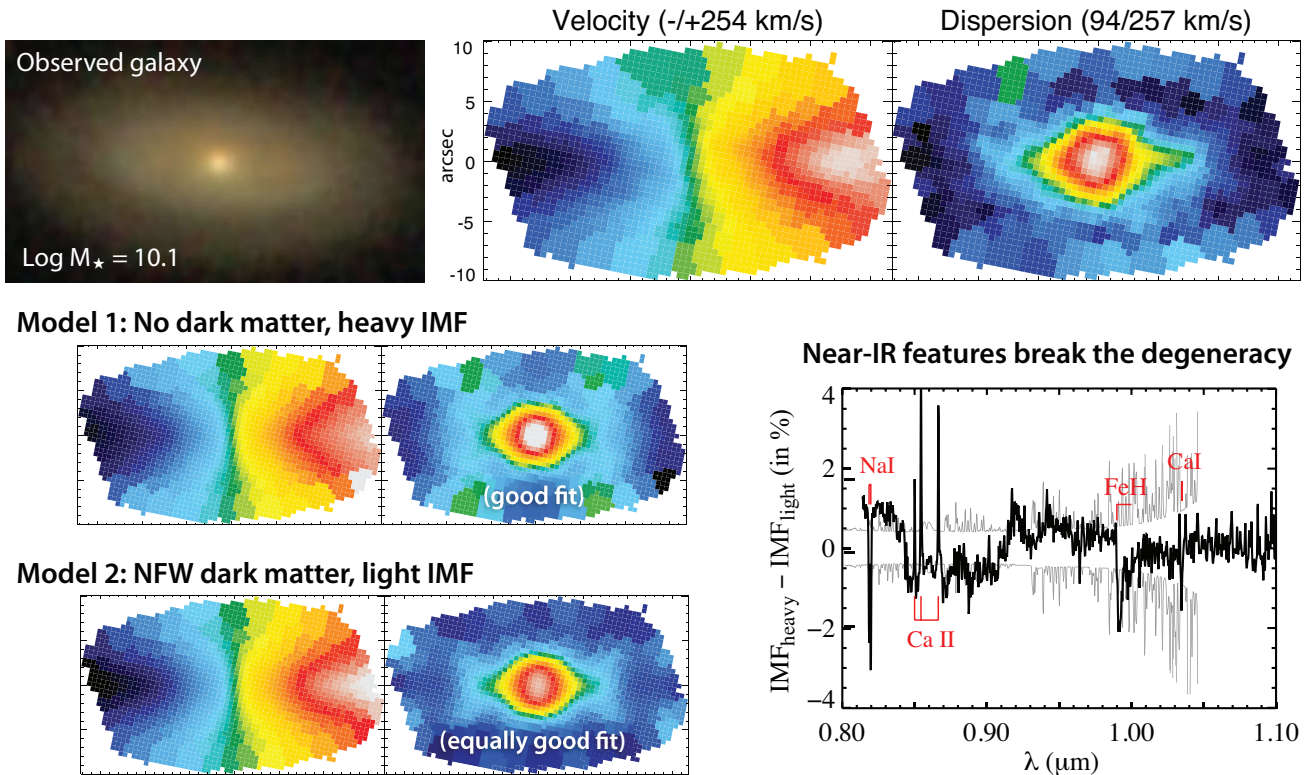 Observed galaxy
Log M★ = 10.1
Velocity (-/+254 km/s)
Dispersion (94/257 km/s)
arcsec
10
5
0
-5
-10
Model 1: No dark matter, heavy IMF
(good fit)
Model 2: NFW dark matter, light IMF
(equally good fit)
Near-IR features break the degeneracy
IMFheavy − IMFlight (in %)
4
2
0
−2
−4
NaI
Ca II
FeH
CaI
0.80
0.90
1.00
1.10
λ (μm)